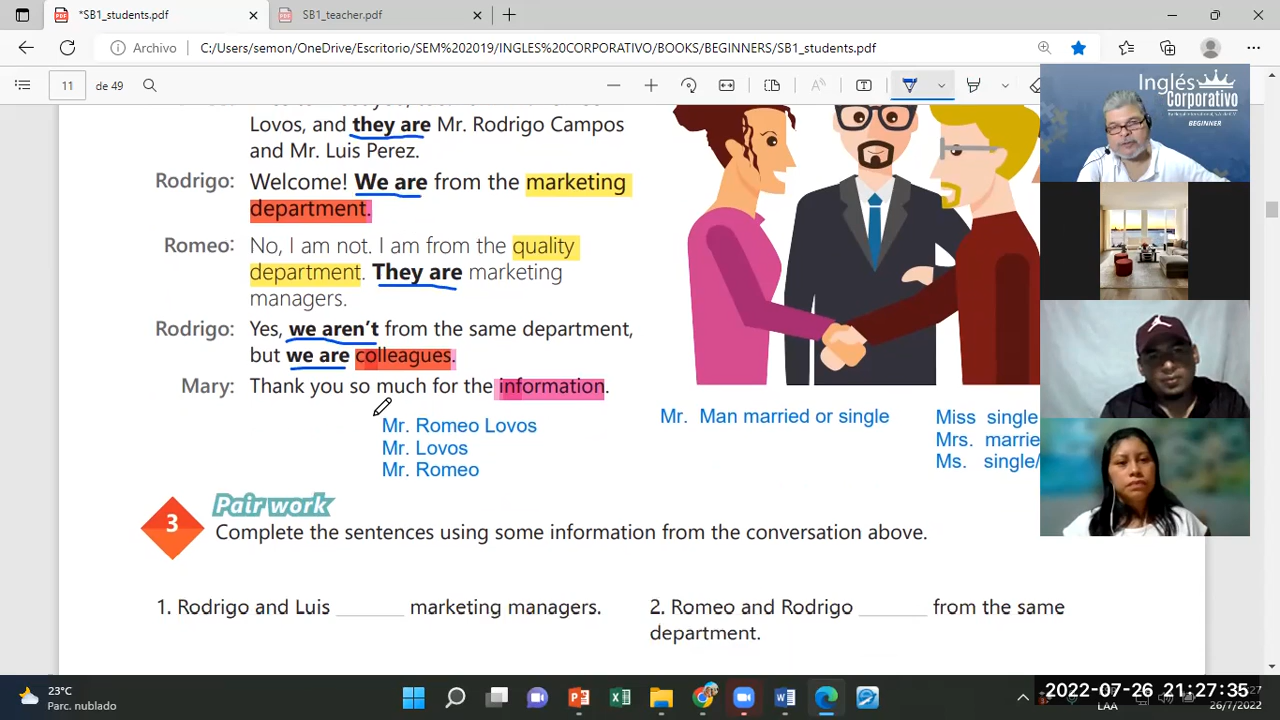 *SB1_students.pdf
SB1_teacher.pdf
Archivo
C:/Users/semon/OneDrive/Escritorio/SEM%202019/INGLES%20CORPORATIVO/BOOKS/BEGINNERS/SB1_students.pdf
11
de 49
Inglés
Corporativo
BEGINNER
Lovos, and they are Mr. Rodrigo Campos
and Mr. Luis Perez.
Rodrigo: Welcome! We are from the marketing
department.
Romeo: No, I am not. I am from the quality
department. They are marketing
managers.
Rodrigo: Yes, we aren't from the same department,
but we are colleagues.
Mary: Thank you so much for the information.
Mr. Romeo Lovos
Mr. Lovos
Mr. Romeo
Mr. Man married or single
Miss single
Mrs. marrie
Ms. single/
3
Pair work
Complete the sentences using some information from the conversation above.
1. Rodrigo and Luis ______ marketing managers.
2. Romeo and Rodrigo ______ from the same
department.
23°C
Parc. nublado
LAA
2022-07-26 21:27:35
26/7/2022